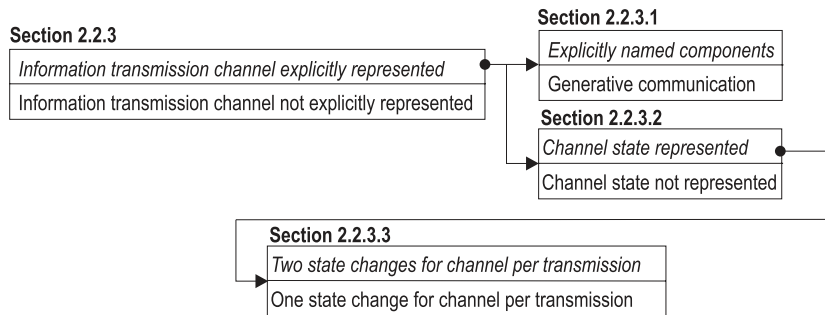 Section 2.2.3
Information transmission channel explicitly represented
Information transmission channel not explicitly represented
Section 2.2.3.1
Explicitly named components
Generative communication
Section 2.2.3.2
Channel state represented
Channel state not represented
Section 2.2.3.3
Two state changes for channel per transmission
One state change for channel per transmission